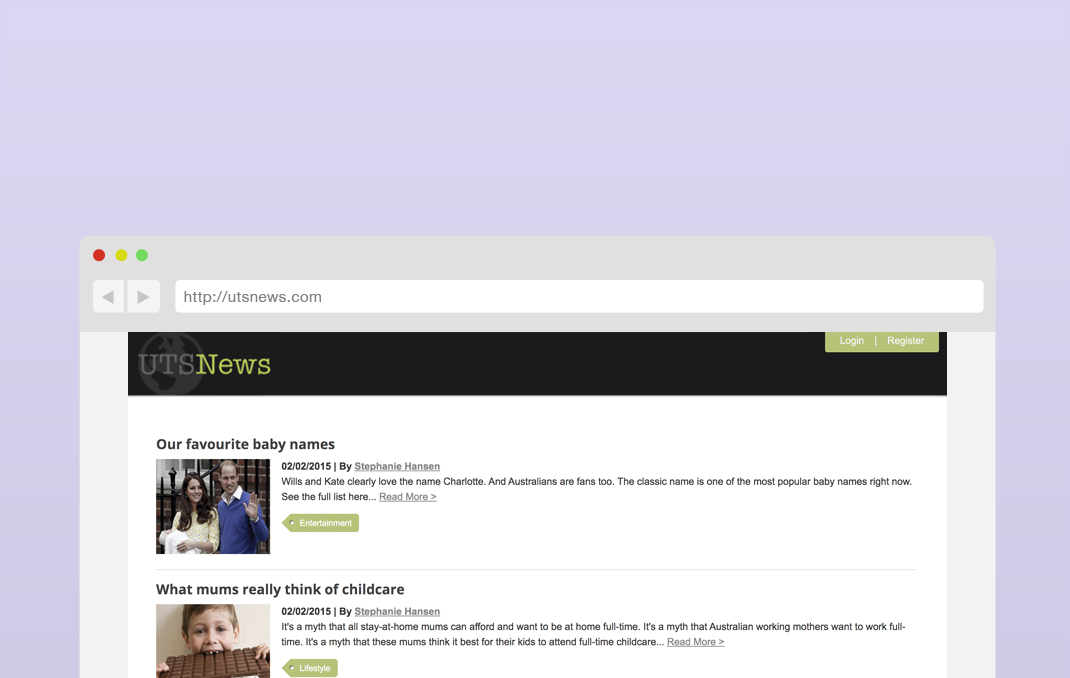 http://utsnews.com
Login | Register
UTSNews
Our favourite baby names
02/02/2015 | By Stephanie Hansen
Wills and Kate clearly love the name Charlotte. And Australians are fans too. The classic name is one of the most popular baby names right now.
See the full list here... Read More >
Entertainment
What mums really think of childcare
02/02/2015 | By Stephanie Hansen
It's a myth that all stay-at-home mums can afford and want to be at home full-time. It's a myth that Australian working mothers want to work full-
time. It's a myth that these mums think it best for their kids to attend full-time childcare... Read More >
Lifestyle